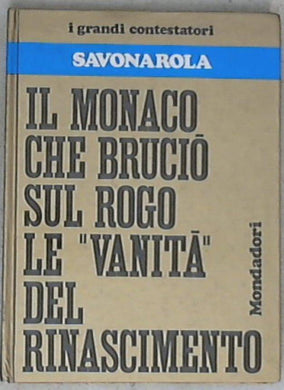 i grandi contestatori
SAVONAROLA
IL MONACO
CHE BRUCIÒ
SUL ROGO
LE "VANITÀ"
DEL
RINASCIMENTO
Mondadori